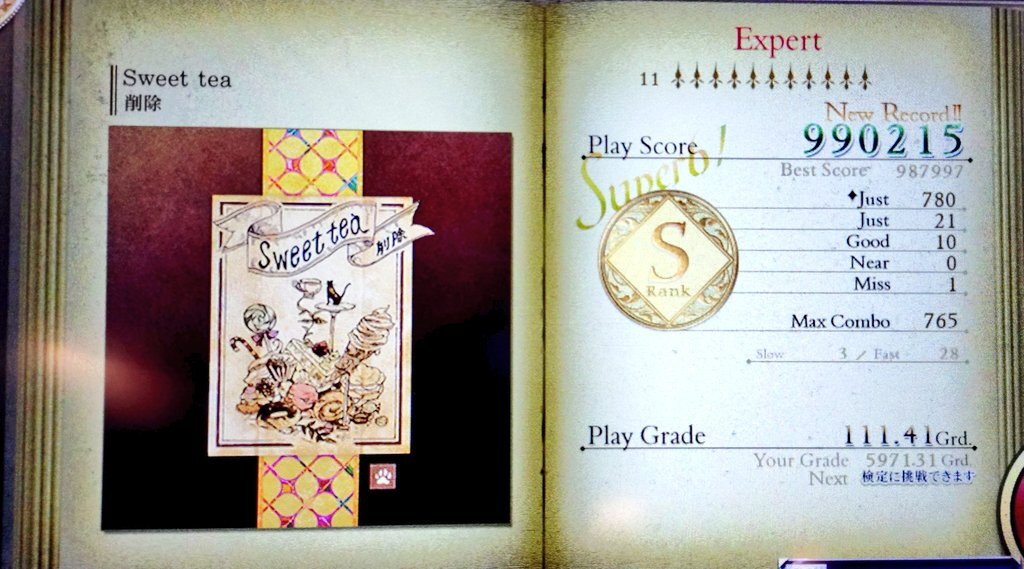 Sweet tea
削除
Sweet tea
削除
Expert
11
New Record!!
Play Score 990215
Superb!
Best Score 987997
S
Rank
◆Just 780
Just 21
Good 10
Near 0
Miss 1
Max Combo 765
Slow 3 / Fast 28
Play Grade 111.41Grd.
Your Grade 5971.31 Grd.
Next 検定に挑戦できます